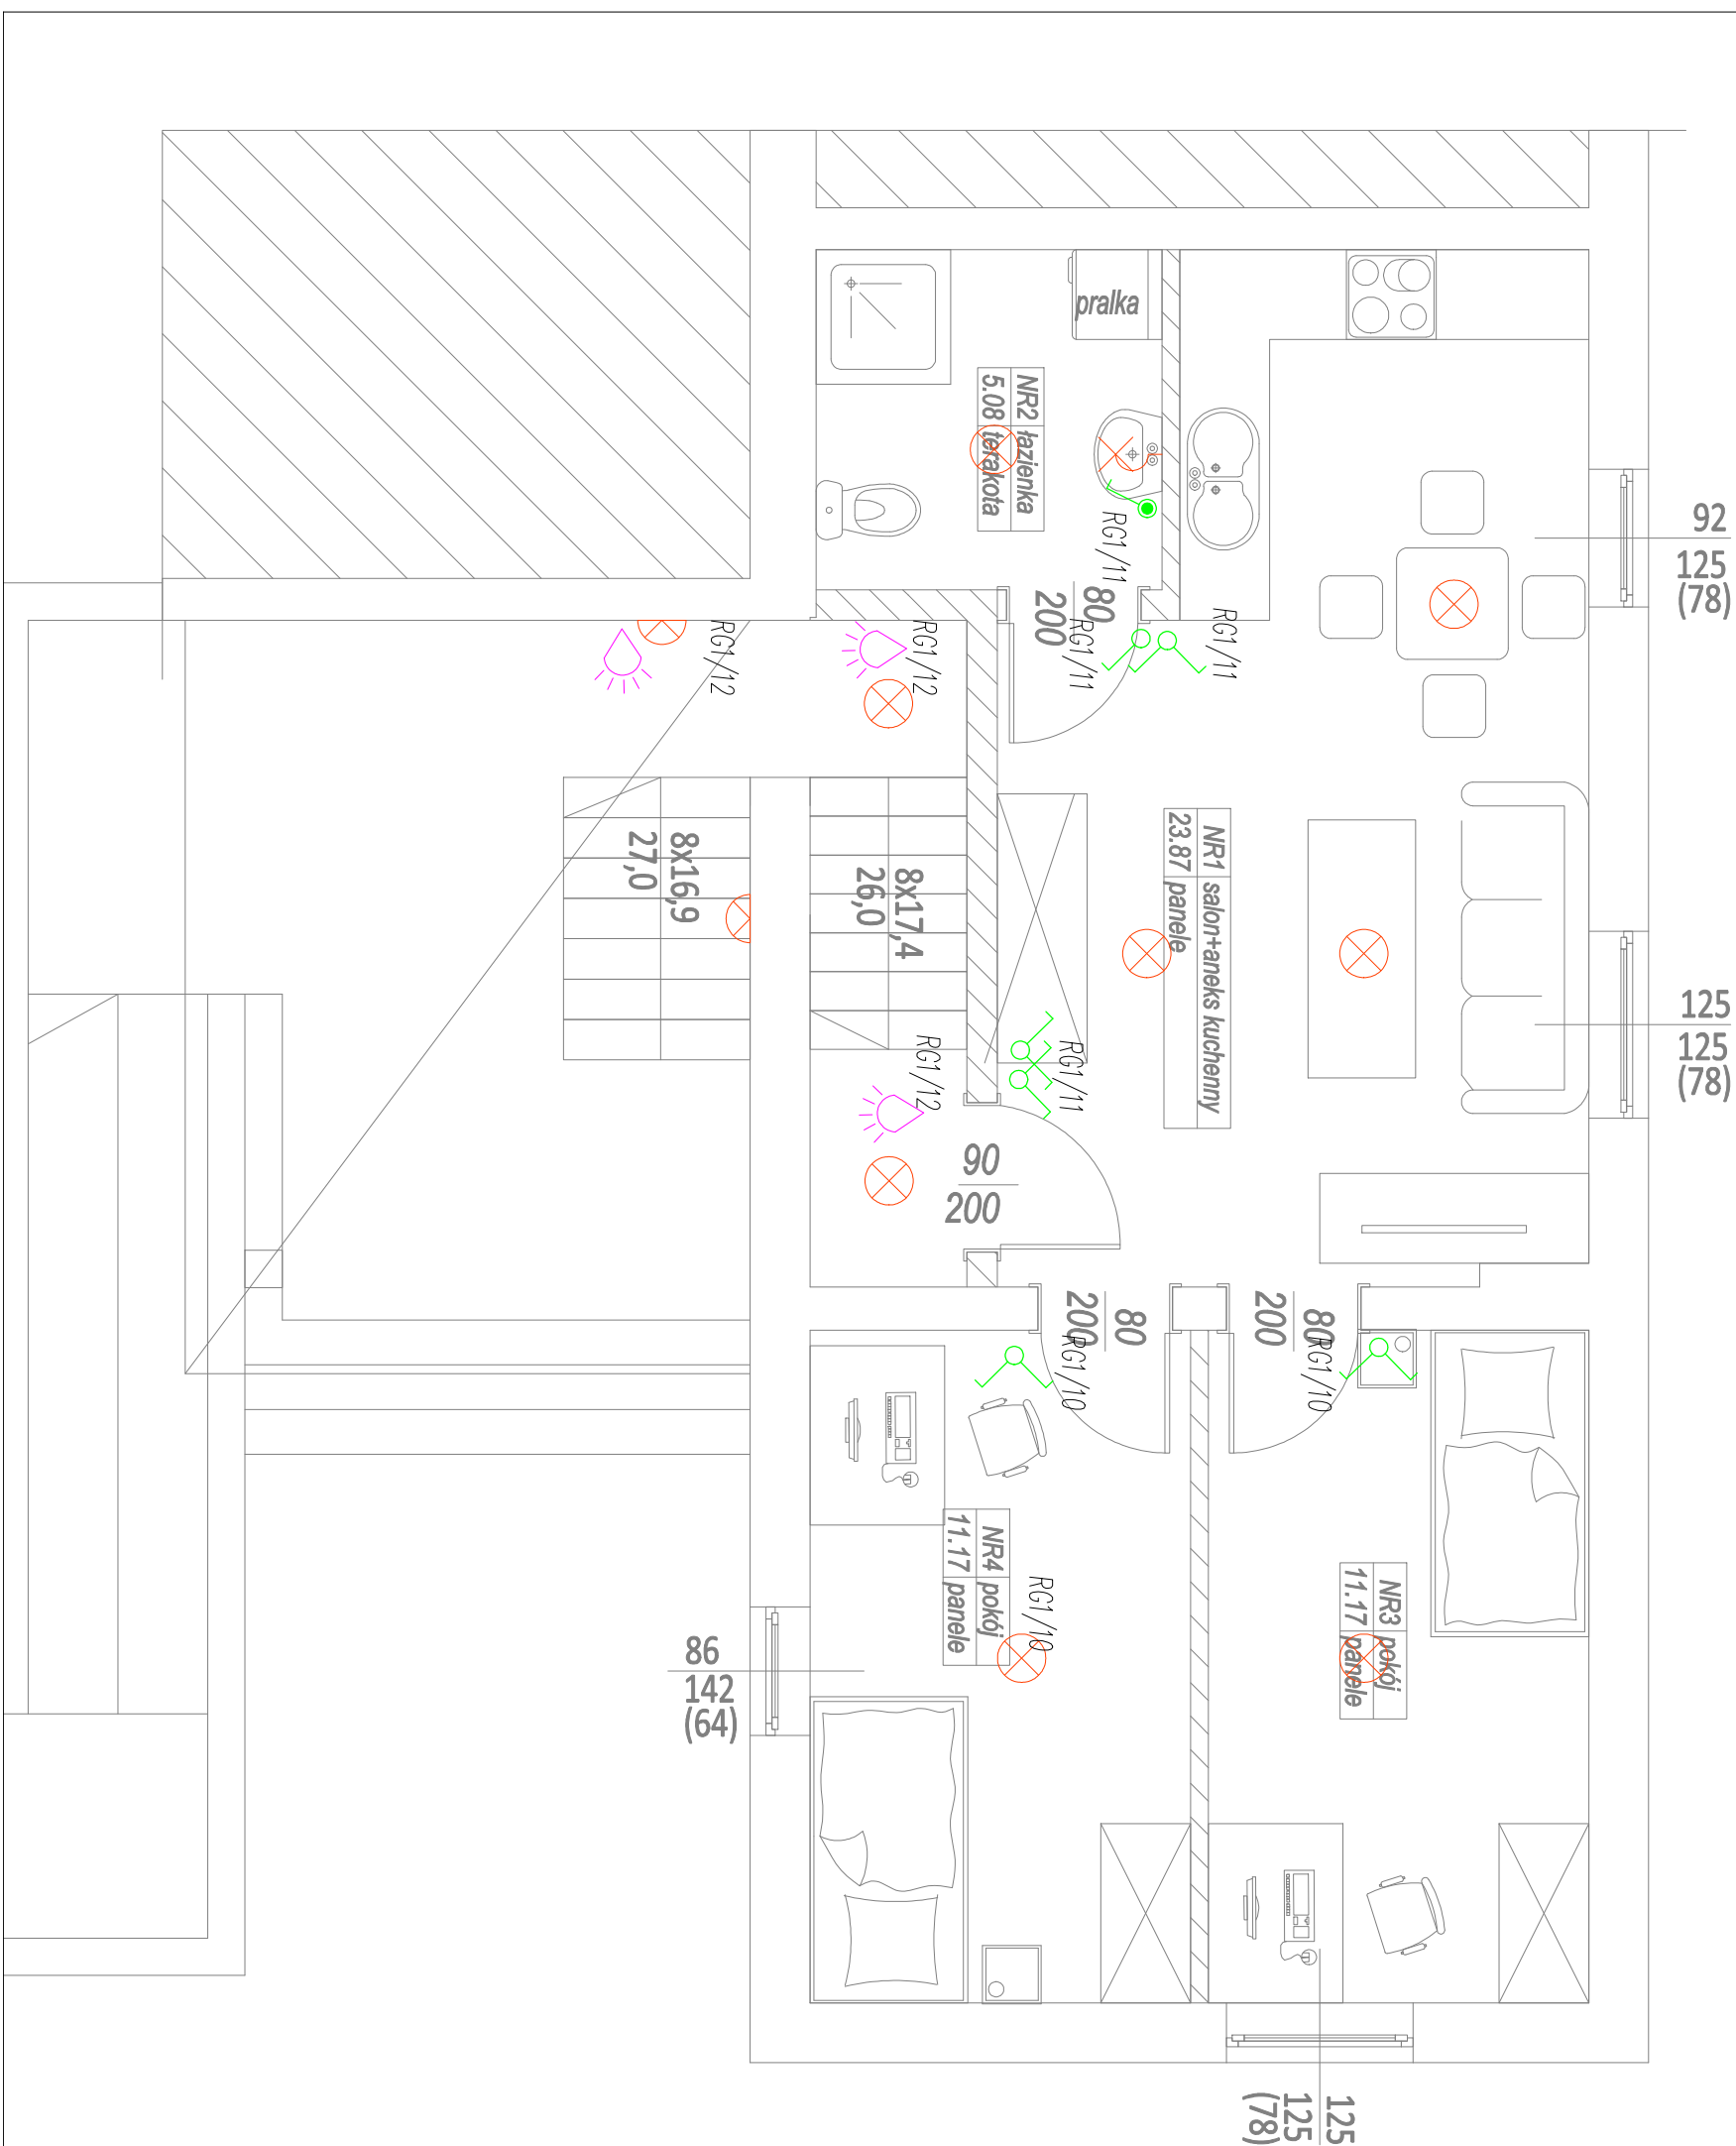 pralka
NR2 łazienka
5.08 terakota
RG1/11
80
200
RG1/11
RG1/11
92
125
(78)
RG1/12
RG1/12
8x16,9
27,0
8x17,4
26,0
NR1 salon+aneks kuchenny
23.87 panele
125
125
(78)
RG1/12
RG1/11
90
200
80
200
RG1/10
80
200
RG1/10
NR4 pokój
11.17 panele
RG1/10
NR3 pokój
11.17 panele
86
142
(64)
125
125
(78)